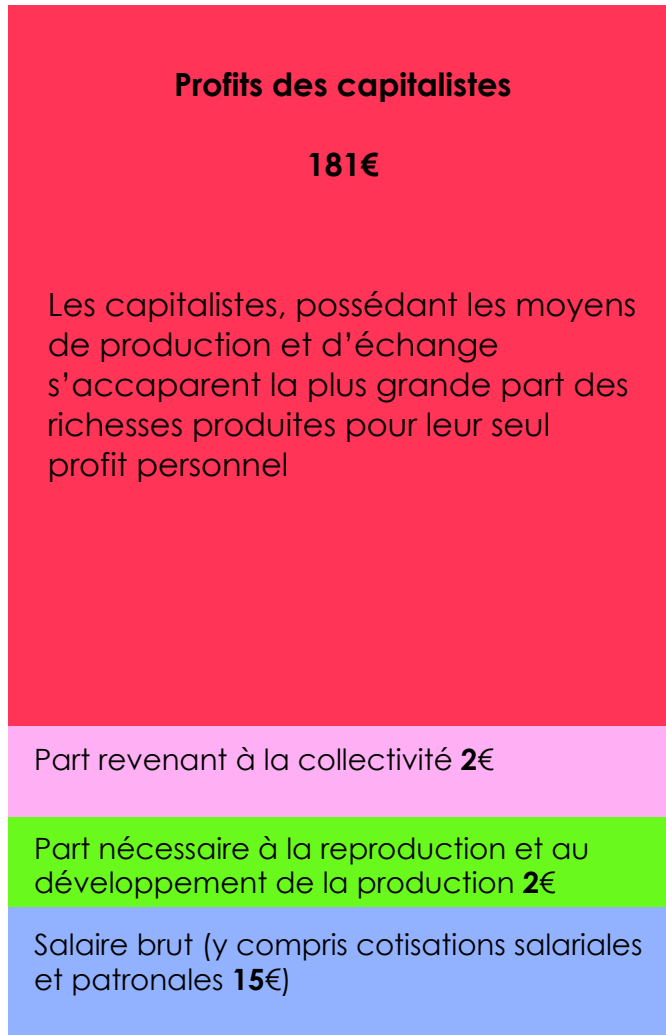 Profits des capitalistes
181€
Les capitalistes, possédant les moyens
de production et d’échange
s’accaparent la plus grande part des
richesses produites pour leur seul
profit personnel
Part revenant à la collectivité 2€
Part nécessaire à la reproduction et au
développement de la production 2€
Salaire brut (y compris cotisations salariales
et patronales 15€)